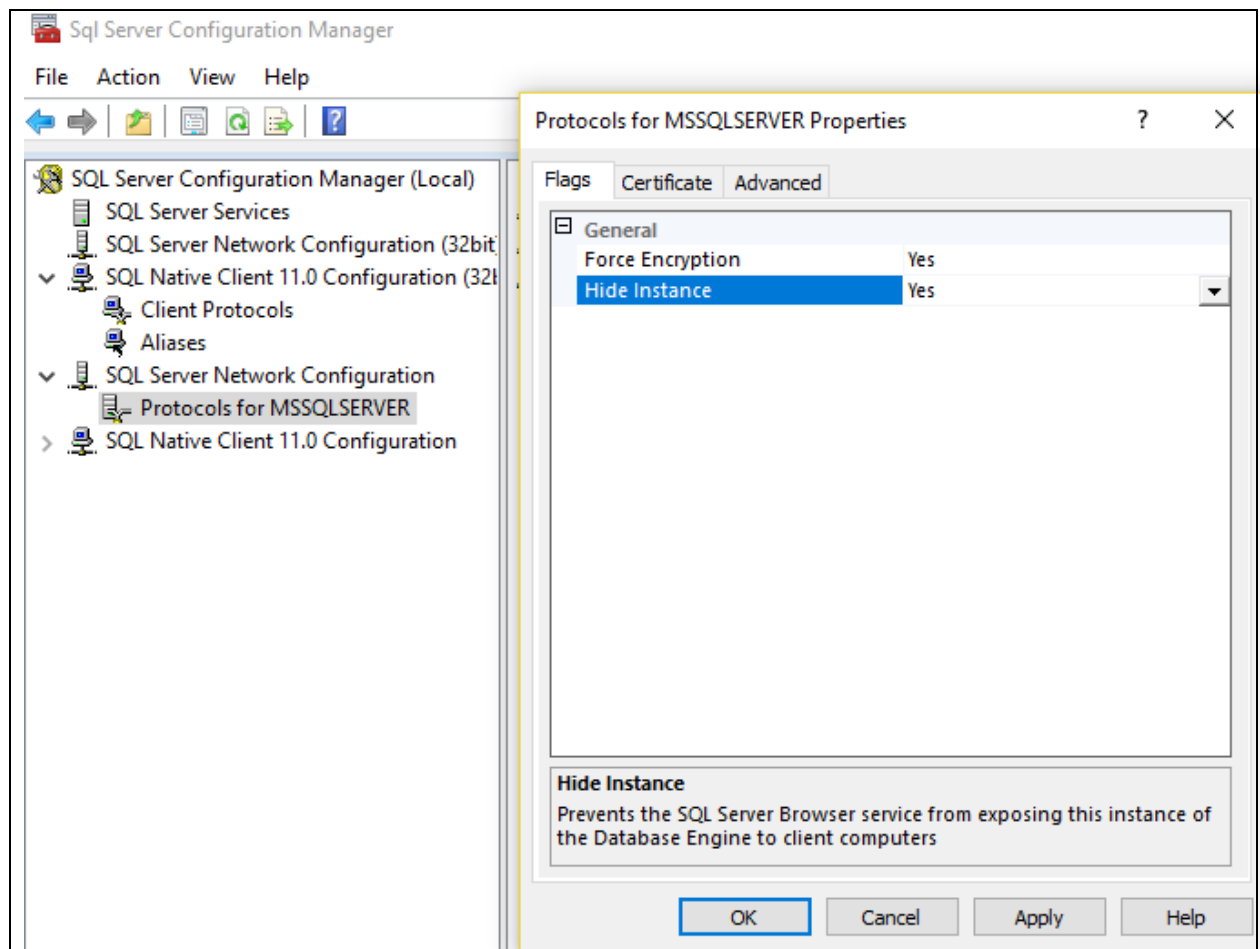 Sql Server Configuration Manager
File Action View Help
SQL Server Configuration Manager (Local)
SQL Server Services
SQL Server Network Configuration (32bit
SQL Native Client 11.0 Configuration (32b
Client Protocols
Aliases
SQL Server Network Configuration
Protocols for MSSQLSERVER
SQL Native Client 11.0 Configuration
Protocols for MSSQLSERVER Properties
Flags Certificate Advanced
General
Force Encryption Yes
Hide Instance Yes
Hide Instance
Prevents the SQL Server Browser service from exposing this instance of
the Database Engine to client computers
OK Cancel Apply Help